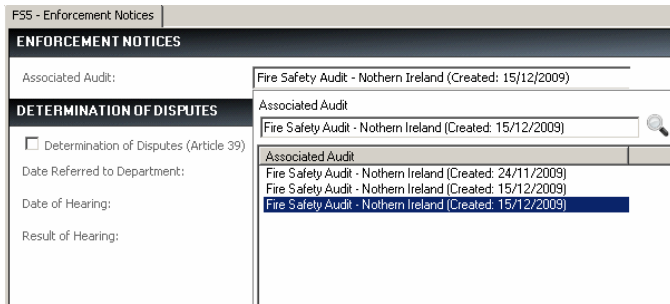 FS5 - Enforcement Notices
ENFORCEMENT NOTICES
Associated Audit:
Fire Safety Audit - Nothern Ireland (Created: 15/12/2009)
DETERMINATION OF DISPUTES
Associated Audit
Fire Safety Audit - Nothern Ireland (Created: 15/12/2009)
Determination of Disputes (Article 39)
Associated Audit
Date Referred to Department:
Fire Safety Audit - Nothern Ireland (Created: 24/11/2009)
Fire Safety Audit - Nothern Ireland (Created: 15/12/2009)
Fire Safety Audit - Nothern Ireland (Created: 15/12/2009)
Date of Hearing:
Result of Hearing: